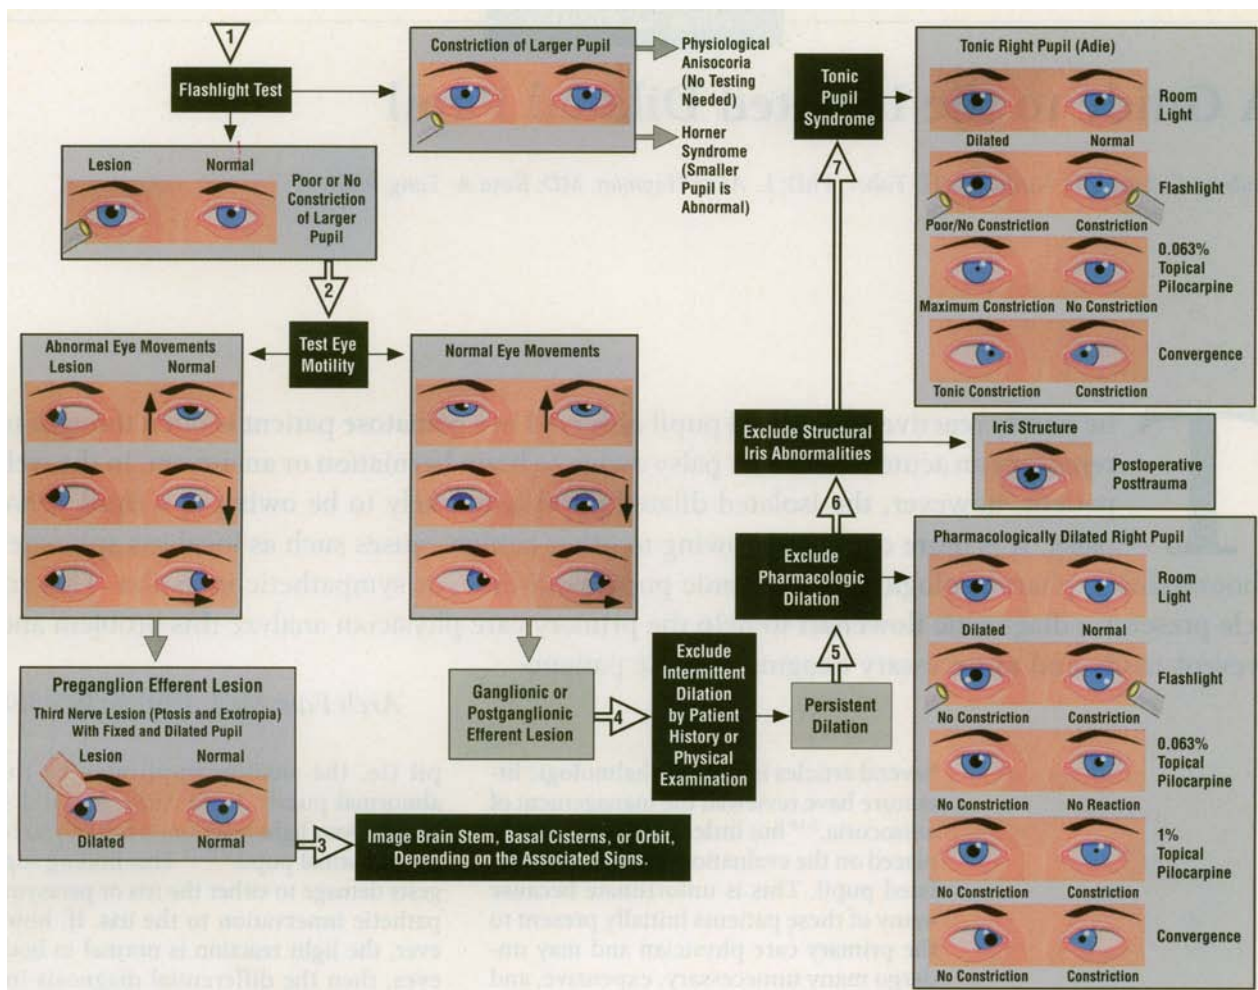 1
Flashlight Test
Constriction of Larger Pupil
Physiological
Anisocoria
(No Testing
Needed)
Horner
Syndrome
(Smaller
Pupil is
Abnormal)
Lesion Normal
Poor or No
Constriction
of Larger
Pupil
2
Test Eye
Motility
Abnormal Eye Movements
Lesion Normal
Normal Eye Movements
Preganglion Efferent Lesion
Third Nerve Lesion (Ptosis and Exotropia)
With Fixed and Dilated Pupil
Lesion Normal
Dilated Normal
3
Image Brain Stem, Basal Cisterns, or Orbit,
Depending on the Associated Signs.
Ganglionic or
Postganglionic
Efferent Lesion
4
Exclude
Intermittent
Dilation
by Patient
History or
Physical
Examination
Persistent
Dilation
5
Exclude
Pharmacologic
Dilation
6
Exclude Structural
Iris Abnormalities
7
Tonic
Pupil
Syndrome
Tonic Right Pupil (Adie)
Room
Light
Dilated Normal
Flashlight
Poor/No Constriction Constriction
0.063%
Topical
Pilocarpine
Maximum Constriction No Constriction
Convergence
Tonic Constriction Constriction
Iris Structure
Postoperative
Posttrauma
Pharmacologically Dilated Right Pupil
Room
Light
Dilated Normal
Flashlight
No Constriction Constriction
0.063%
Topical
Pilocarpine
No Constriction No Reaction
1%
Topical
Pilocarpine
No Constriction Constriction
Convergence
No Constriction Constriction